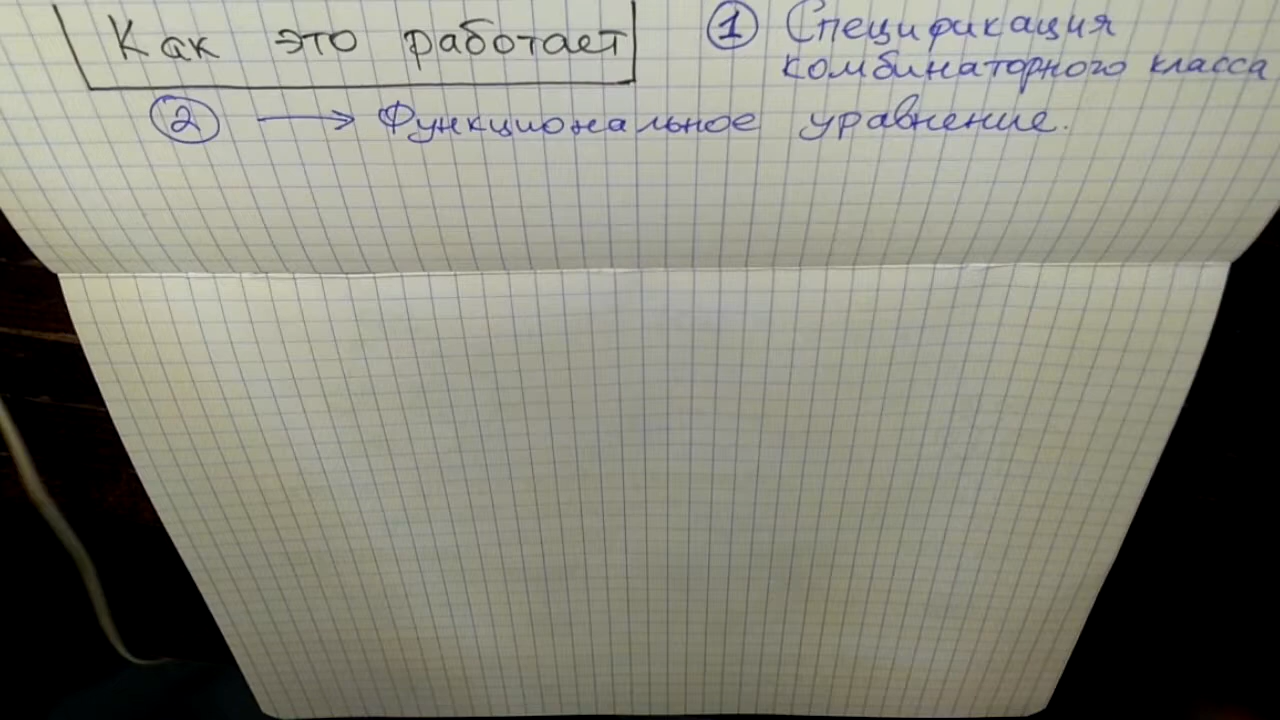 Как это работает
① Спецификация
комбинаторного класса
② → Функциональное уравнение.